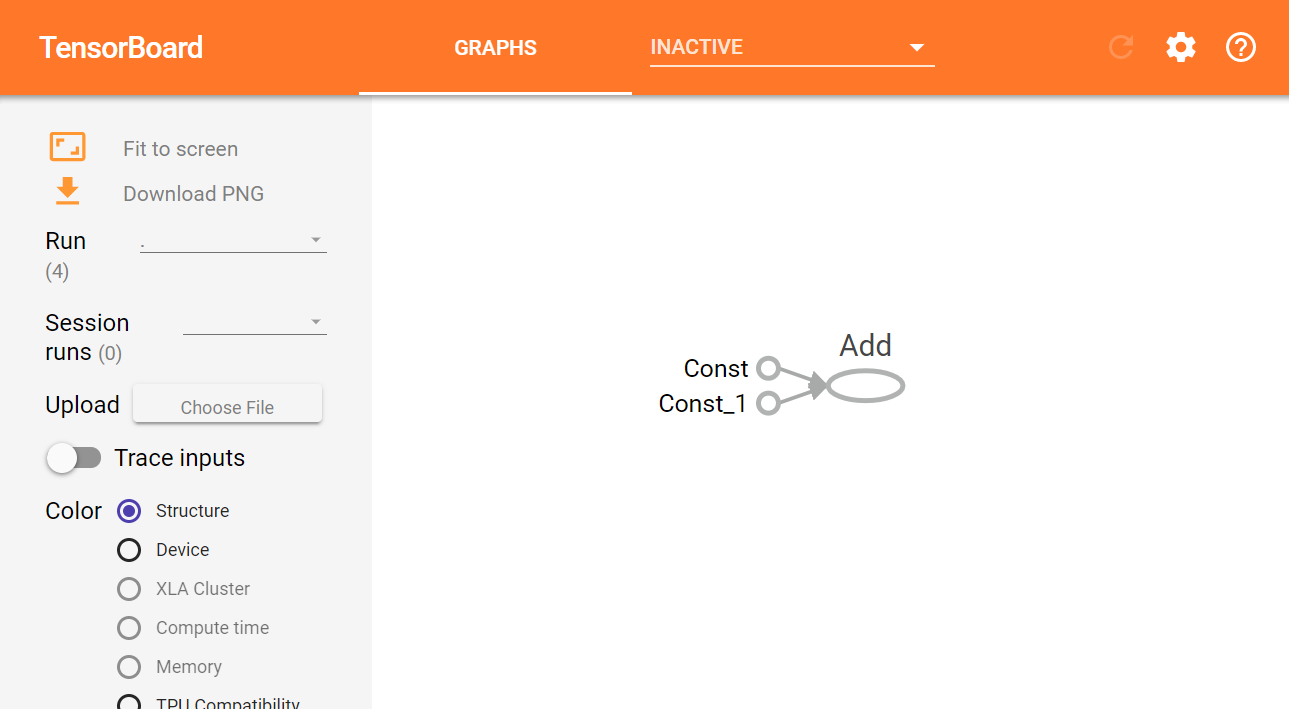 TensorBoard GRAPHS INACTIVE
Fit to screen
Download PNG
Run .
(4)
Session
runs (0)
Upload Choose File
Trace inputs
Color Structure
Device
XLA Cluster
Compute time
Memory
TPU Compatibility
Add
Const
Const_1